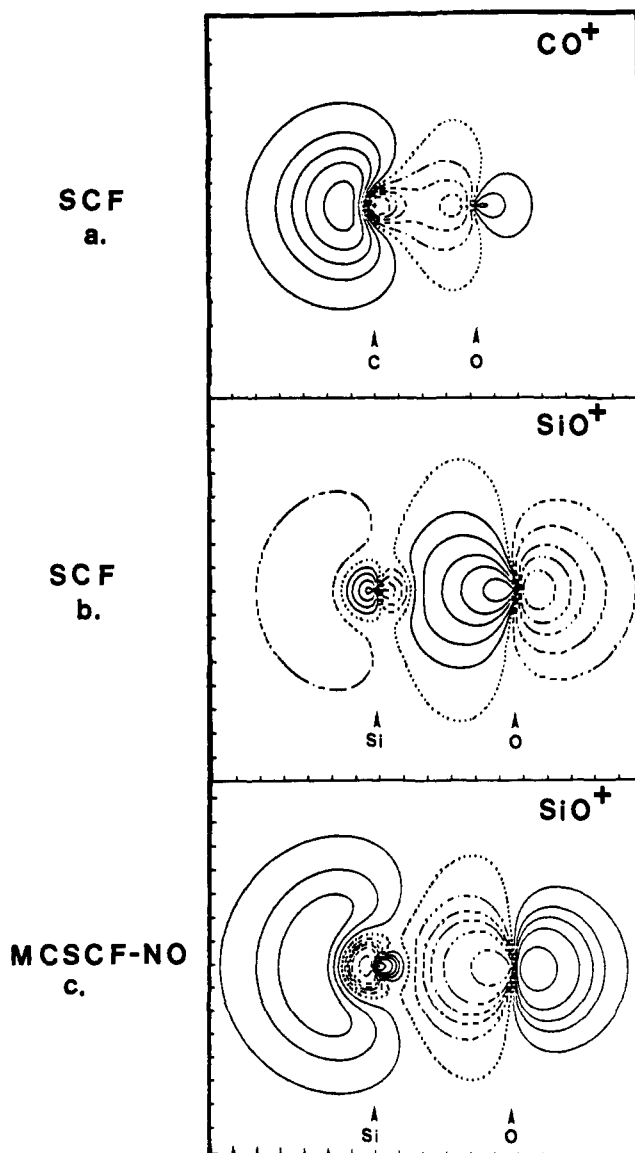 CO+
SCF
a.
C O
SiO+
SCF
b.
Si O
SiO+
MCSCF-NO
c.
Si O